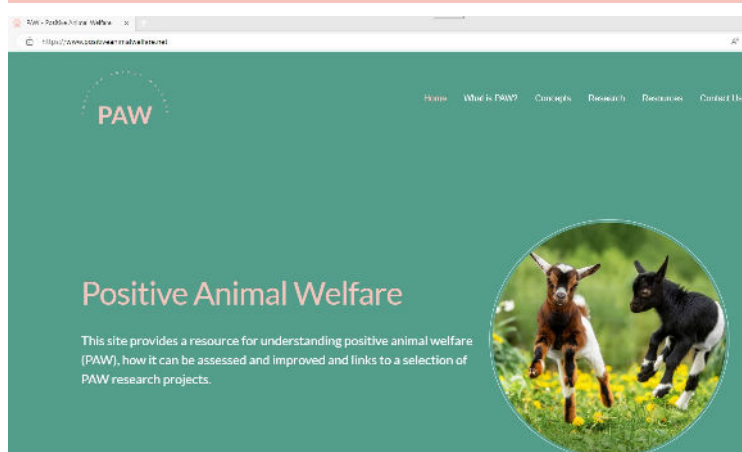 PAW - Positive Animal Welfare
https://www.positiveanimalwelfare.net
PAW
Home What is PAW? Concepts Research Resources Contact Us
Positive Animal Welfare
This site provides a resource for understanding positive animal welfare
(PAW), how it can be assessed and improved and links to a selection of
PAW research projects.